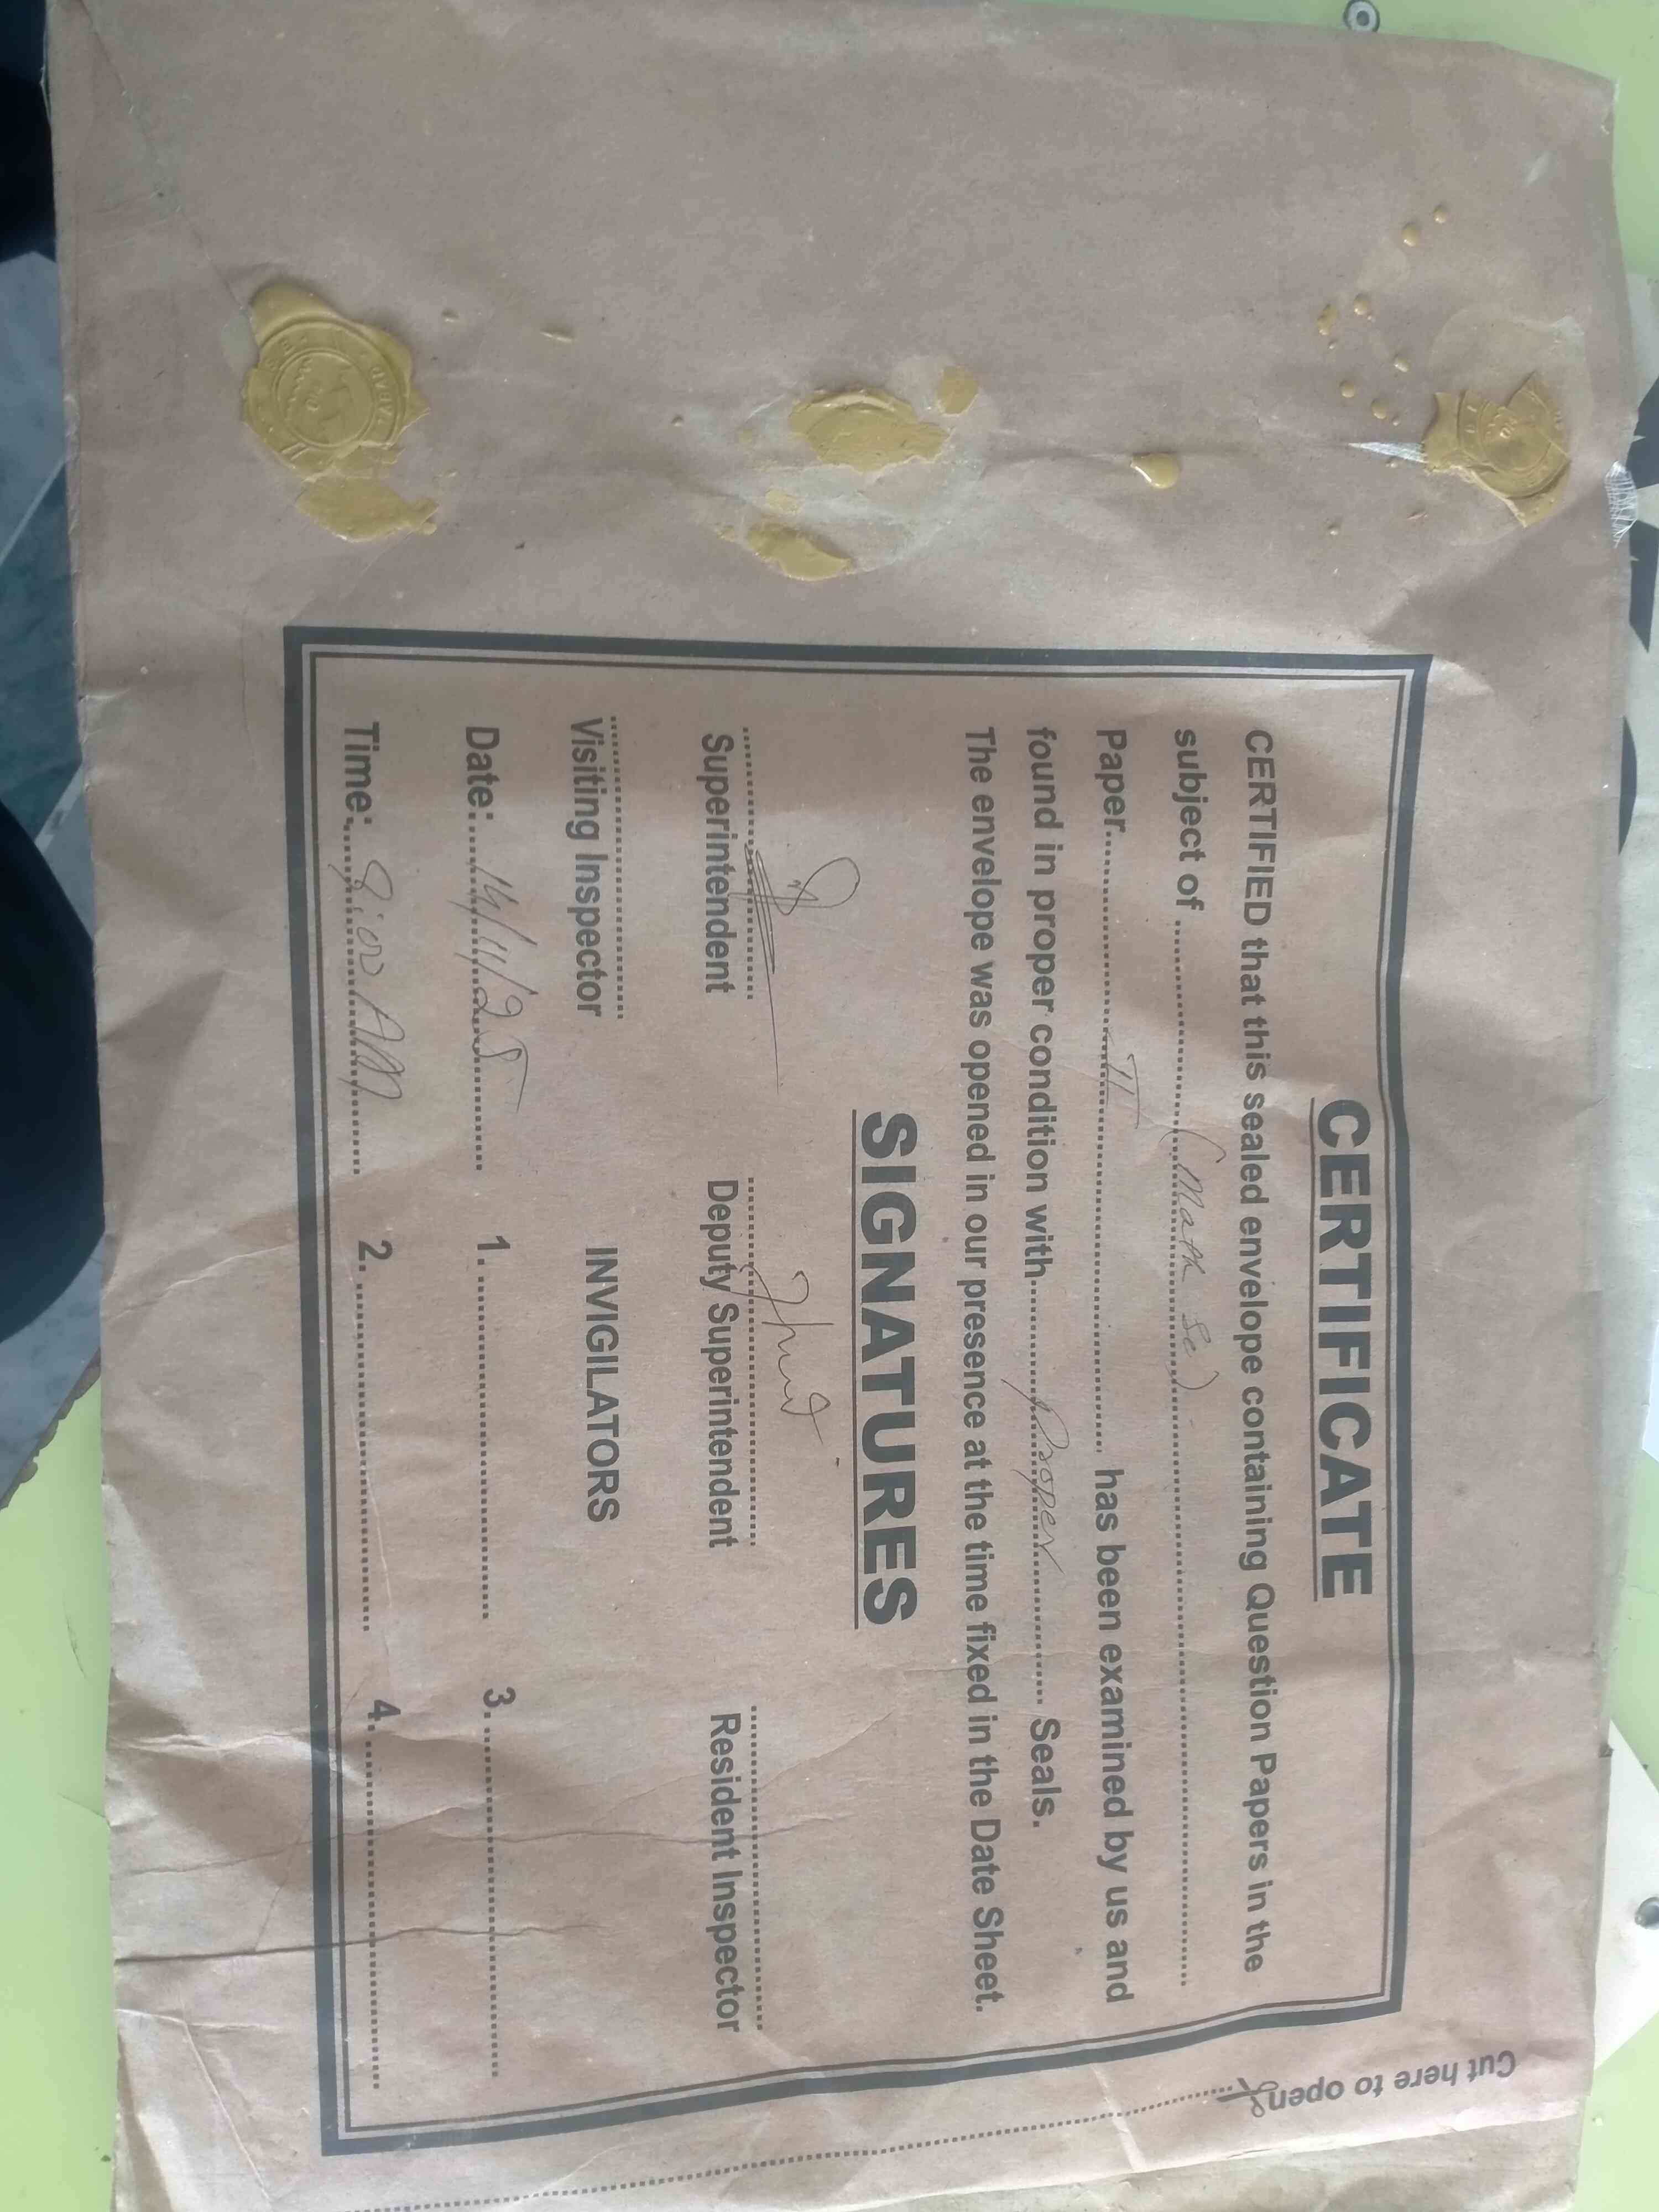 CERTIFICATE
CERTIFIED that this sealed envelope containing Question Papers in the
subject of ........ (Math Sc) ........
Paper........ II ........ has been examined by us and
found in proper condition with........ proper ........ Seals.
The envelope was opened in our presence at the time fixed in the Date Sheet.
SIGNATURES
Superintendent Deputy Superintendent Resident Inspector
Visiting Inspector INVIGILATORS
Date: 14/11/25 1. ........ 3. ........
Time: 9:00 AM 2. ........ 4. ........
Cut here to open